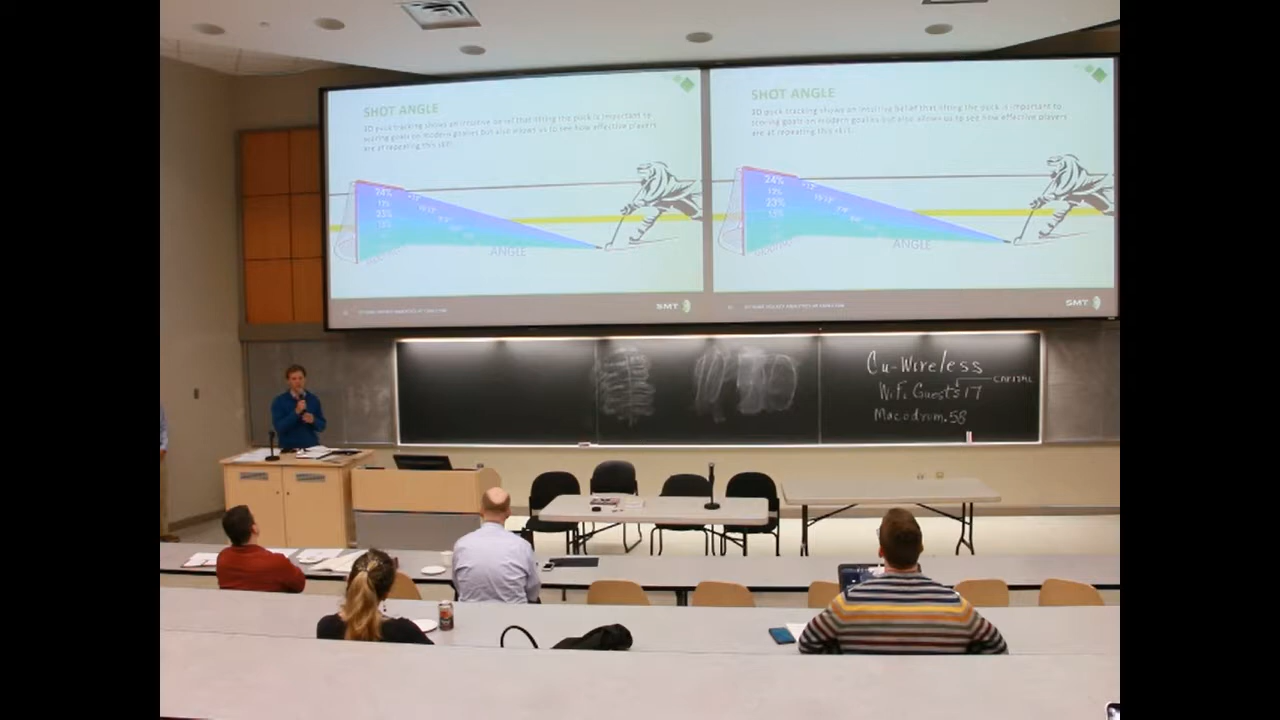 SHOT ANGLE
3D puck tracking shows an intuitive belief that lifting the puck is important to
scoring goals on modern goalies but also allows us to see how effective players
are at repeating this skill.
24%
17%
23%
ANGLE
SMT
SHOT ANGLE
3D puck tracking shows an intuitive belief that lifting the puck is important to
scoring goals on modern goalies but also allows us to see how effective players
are at repeating this skill.
24%
17%
23%
ANGLE
SMT
Cu-Wireless
CAPITAL
WiFi Guests17
Macodrum.58